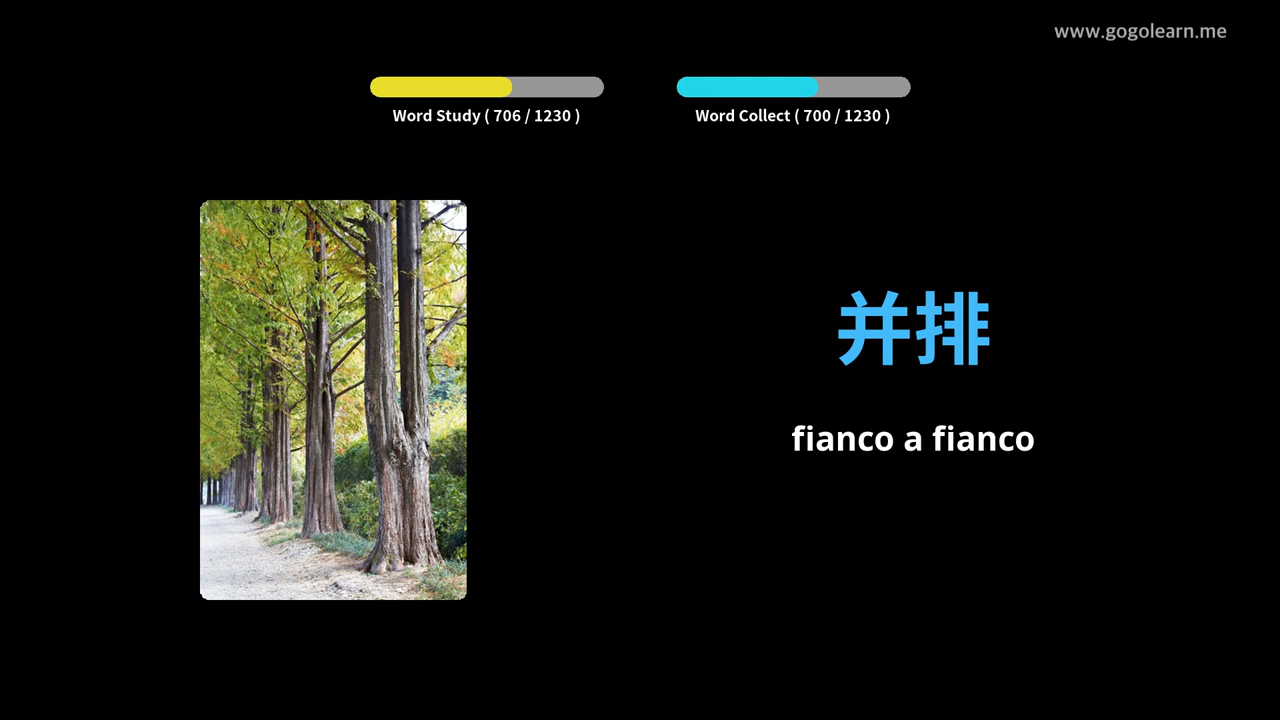 www.gogolearn.me
Word Study ( 706 / 1230 )
Word Collect ( 700 / 1230 )
并排
fianco a fianco